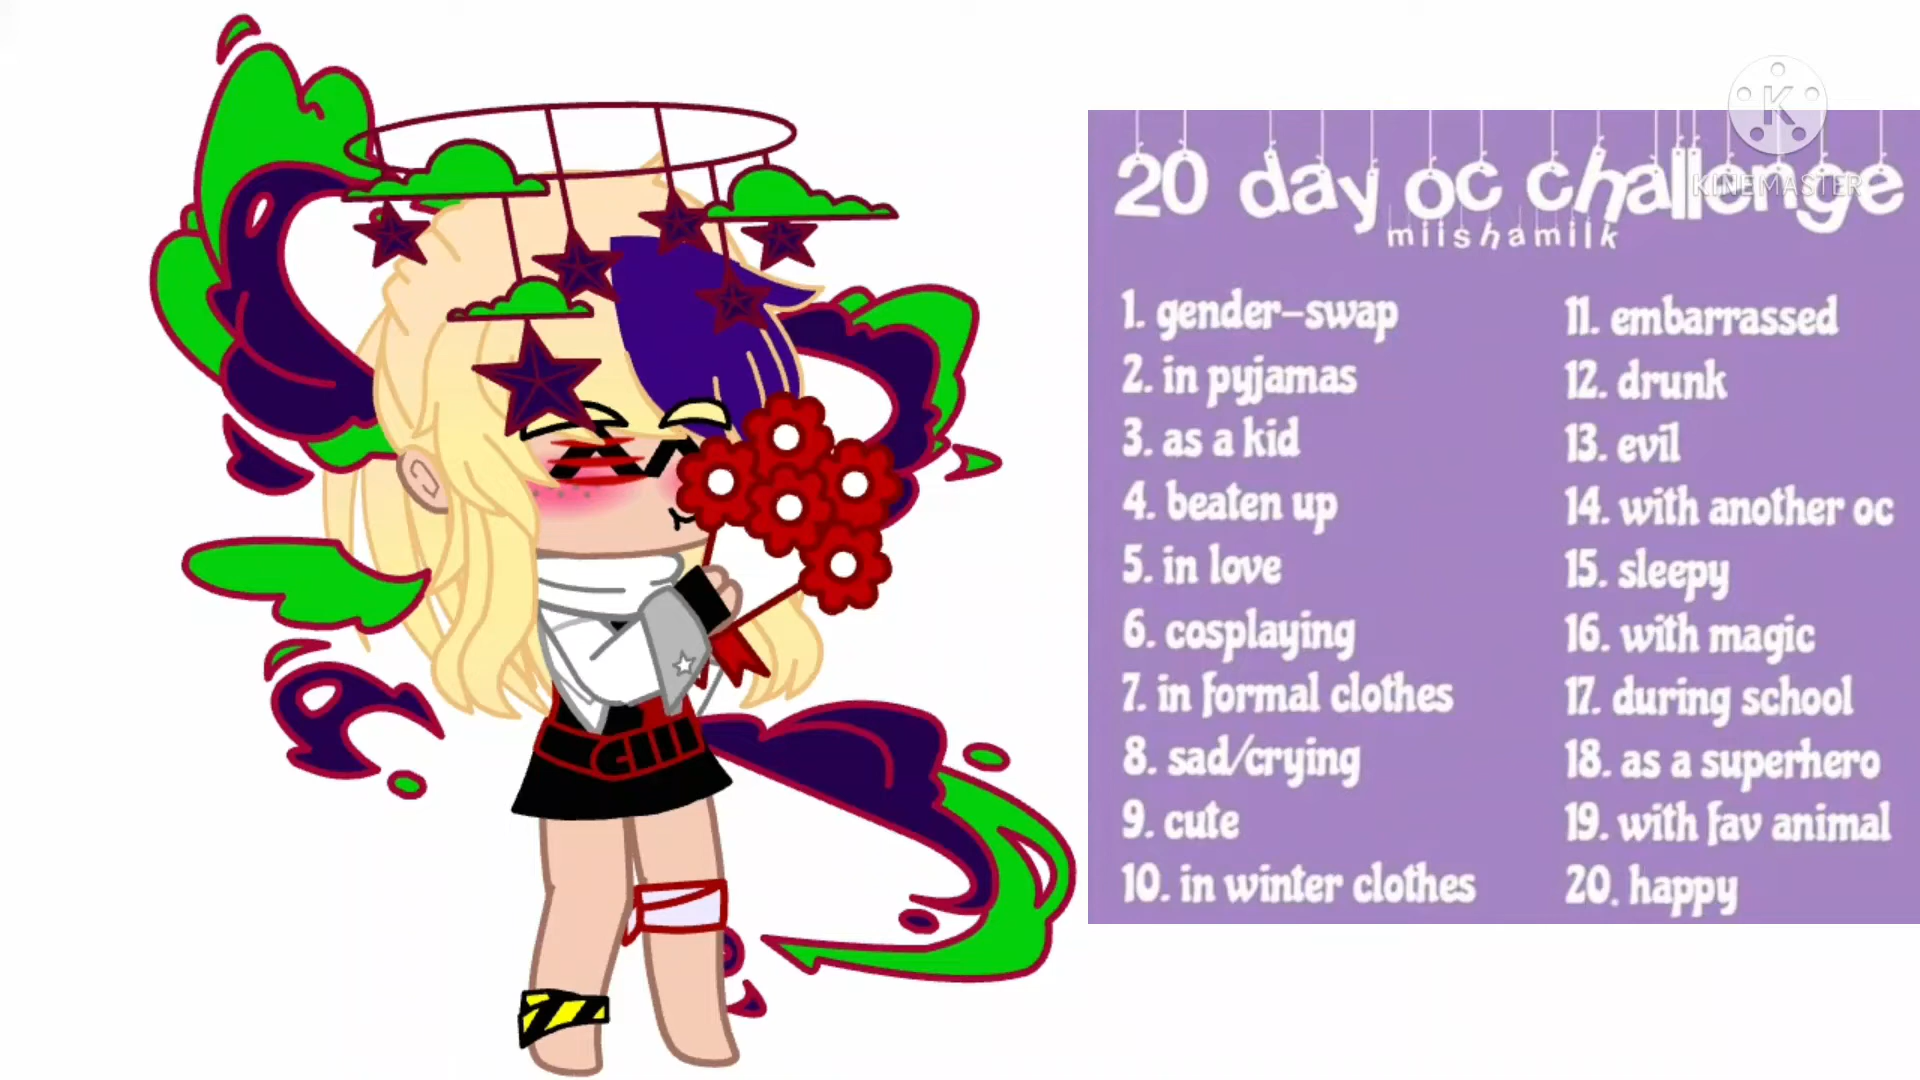 K
KINEMASTER
20 day oc challenge
miishamilk
1. gender-swap
2. in pyjamas
3. as a kid
4. beaten up
5. in love
6. cosplaying
7. in formal clothes
8. sad/crying
9. cute
10. in winter clothes
11. embarrassed
12. drunk
13. evil
14. with another oc
15. sleepy
16. with magic
17. during school
18. as a superhero
19. with fav animal
20. happy